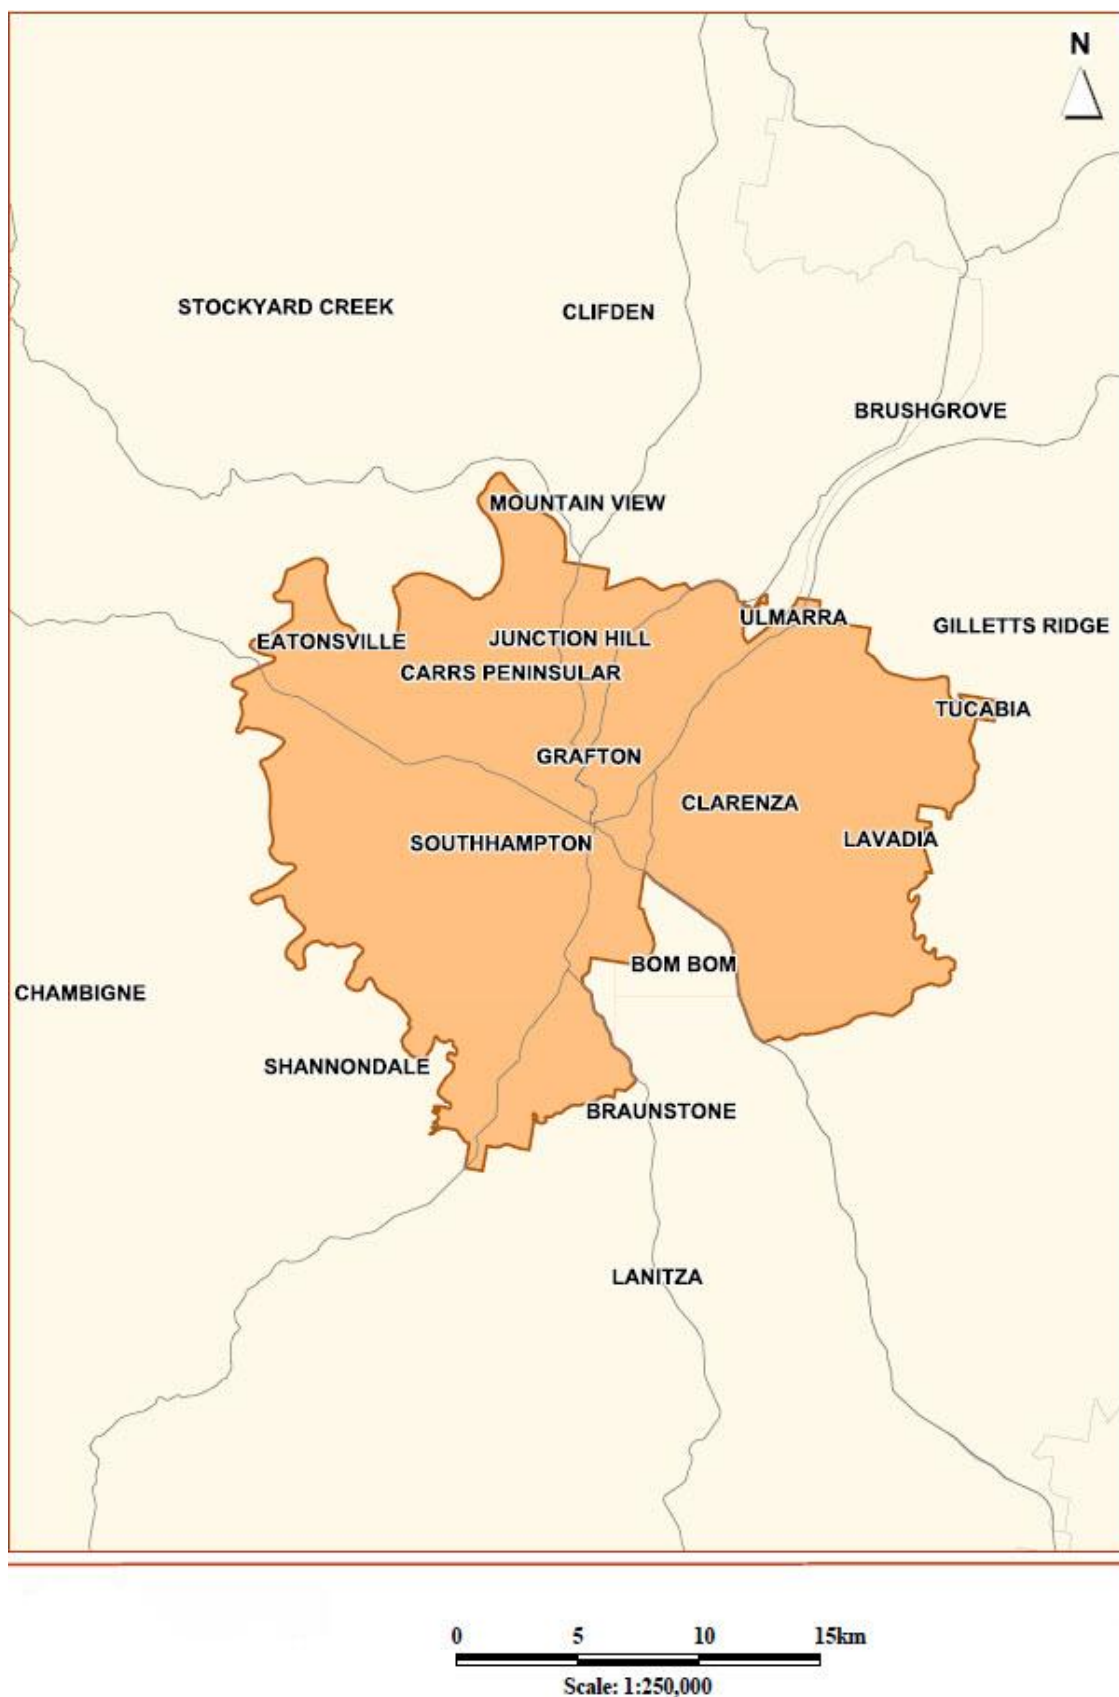 N
STOCKYARD CREEK
CLIFDEN
BRUSHGROVE
MOUNTAIN VIEW
ULMARRA
GILLETTS RIDGE
EATONSVILLE
JUNCTION HILL
CARRS PENINSULAR
TUCABIA
GRAFTON
CLARENZA
SOUTHHAMPTON
LAVADIA
BOM BOM
CHAMBIGNE
SHANNONDALE
BRAUNSTONE
LANITZA
0 5 10 15km
Scale: 1:250,000